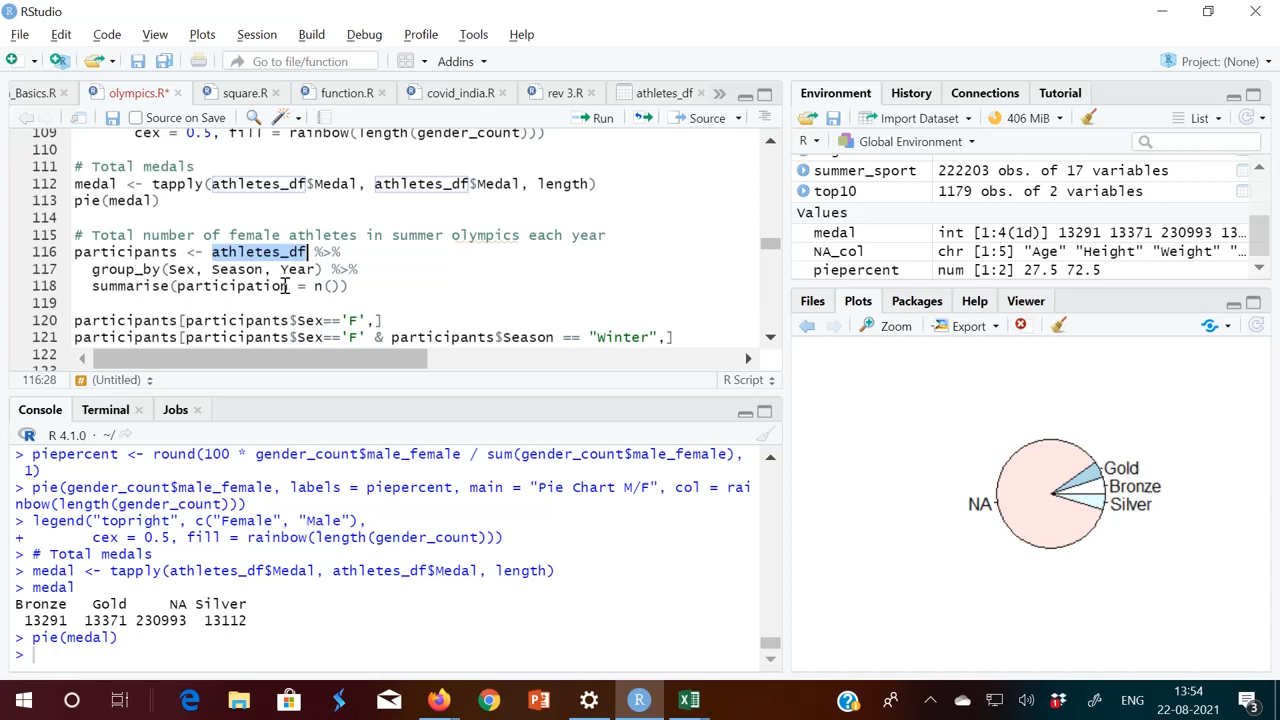 RStudio
File Edit Code View Plots Session Build Debug Profile Tools Help
Go to file/function Addins Project: (None)
_Basics.R olympics.R* square.R function.R covid_india.R rev 3.R athletes_df
Source on Save Run Source
109 cex = 0.5, fill = rainbow(length(gender_count)))
110
111 # Total medals
112 medal <- tapply(athletes_df$Medal, athletes_df$Medal, length)
113 pie(medal)
114
115 # Total number of female athletes in summer olympics each year
116 participants <- athletes_df %>%
117 group_by(Sex, Season, Year) %>%
118 summarise(participation = n())
119
120 participants[participants$Sex=='F',]
121 participants[participants$Sex=='F' & participants$Season == "Winter",]
122
116:28 # (Untitled) R Script
Console Terminal Jobs
R 4.1.0 · ~/
> piepercent <- round(100 * gender_count$male_female / sum(gender_count$male_female),
1)
> pie(gender_count$male_female, labels = piepercent, main = "Pie Chart M/F", col = rai
nbow(length(gender_count)))
> legend("topright", c("Female", "Male"),
+ cex = 0.5, fill = rainbow(length(gender_count)))
> # Total medals
> medal <- tapply(athletes_df$Medal, athletes_df$Medal, length)
> medal
Bronze Gold NA Silver
13291 13371 230993 13112
> pie(medal)
>
Environment History Connections Tutorial
Import Dataset 406 MiB List
R Global Environment
summer_sport 222203 obs. of 17 variables
top10 1179 obs. of 2 variables
Values
medal int [1:4(1d)] 13291 13371 230993 13…
NA_col chr [1:5] "Age" "Height" "Weight" "…
piepercent num [1:2] 27.5 72.5
Files Plots Packages Help Viewer
Zoom Export
Gold
Bronze
NA Silver
ENG 13:54
22-08-2021 3